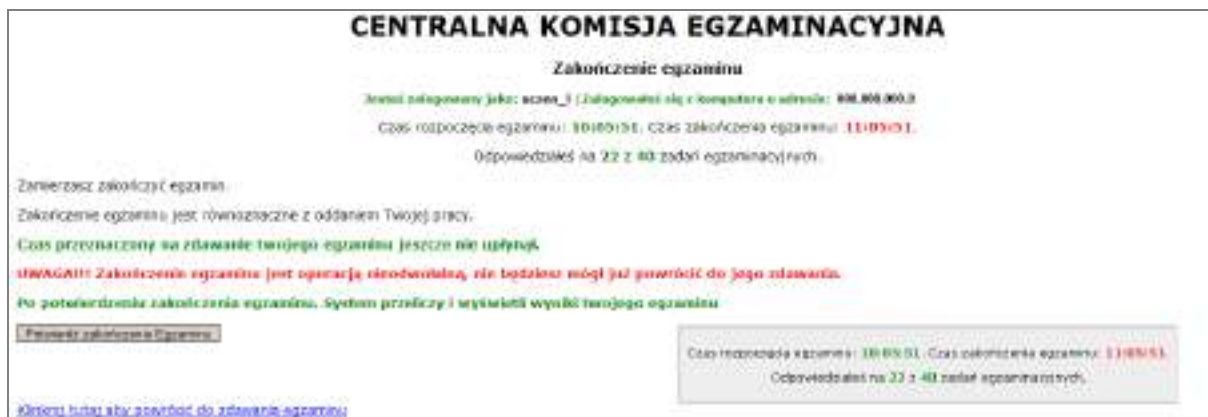 CENTRALNA KOMISJA EGZAMINACYJNA
Zakończenie egzaminu
Jesteś zalogowany jako: uczen_1 | Zalogowałeś się z komputera o adresie: 000.000.000.0
Czas rozpoczęcia egzaminu: 10:05:51. Czas zakończenia egzaminu: 11:05:51.
Odpowiedziałeś na 22 z 40 zadań egzaminacyjnych.
Zamierzasz zakończyć egzamin.
Zakończenie egzaminu jest równoznaczne z oddaniem Twojej pracy.
Czas przeznaczony na zdawanie twojego egzaminu jeszcze nie upłynął.
UWAGA!!! Zakończenie egzaminu jest operacją nieodwołalną, nie będziesz mógł już powrócić do jego zdawania.
Po potwierdzeniu zakończenia egzaminu. System przeliczy i wyświetli wyniki twojego egzaminu
Potwierdź zakończenie Egzaminu
Czas rozpoczęcia egzaminu: 10:05:51. Czas zakończenia egzaminu: 11:05:51.
Odpowiedziałeś na 22 z 40 zadań egzaminacyjnych.
Kliknij tutaj aby powrócić do zdawania egzaminu